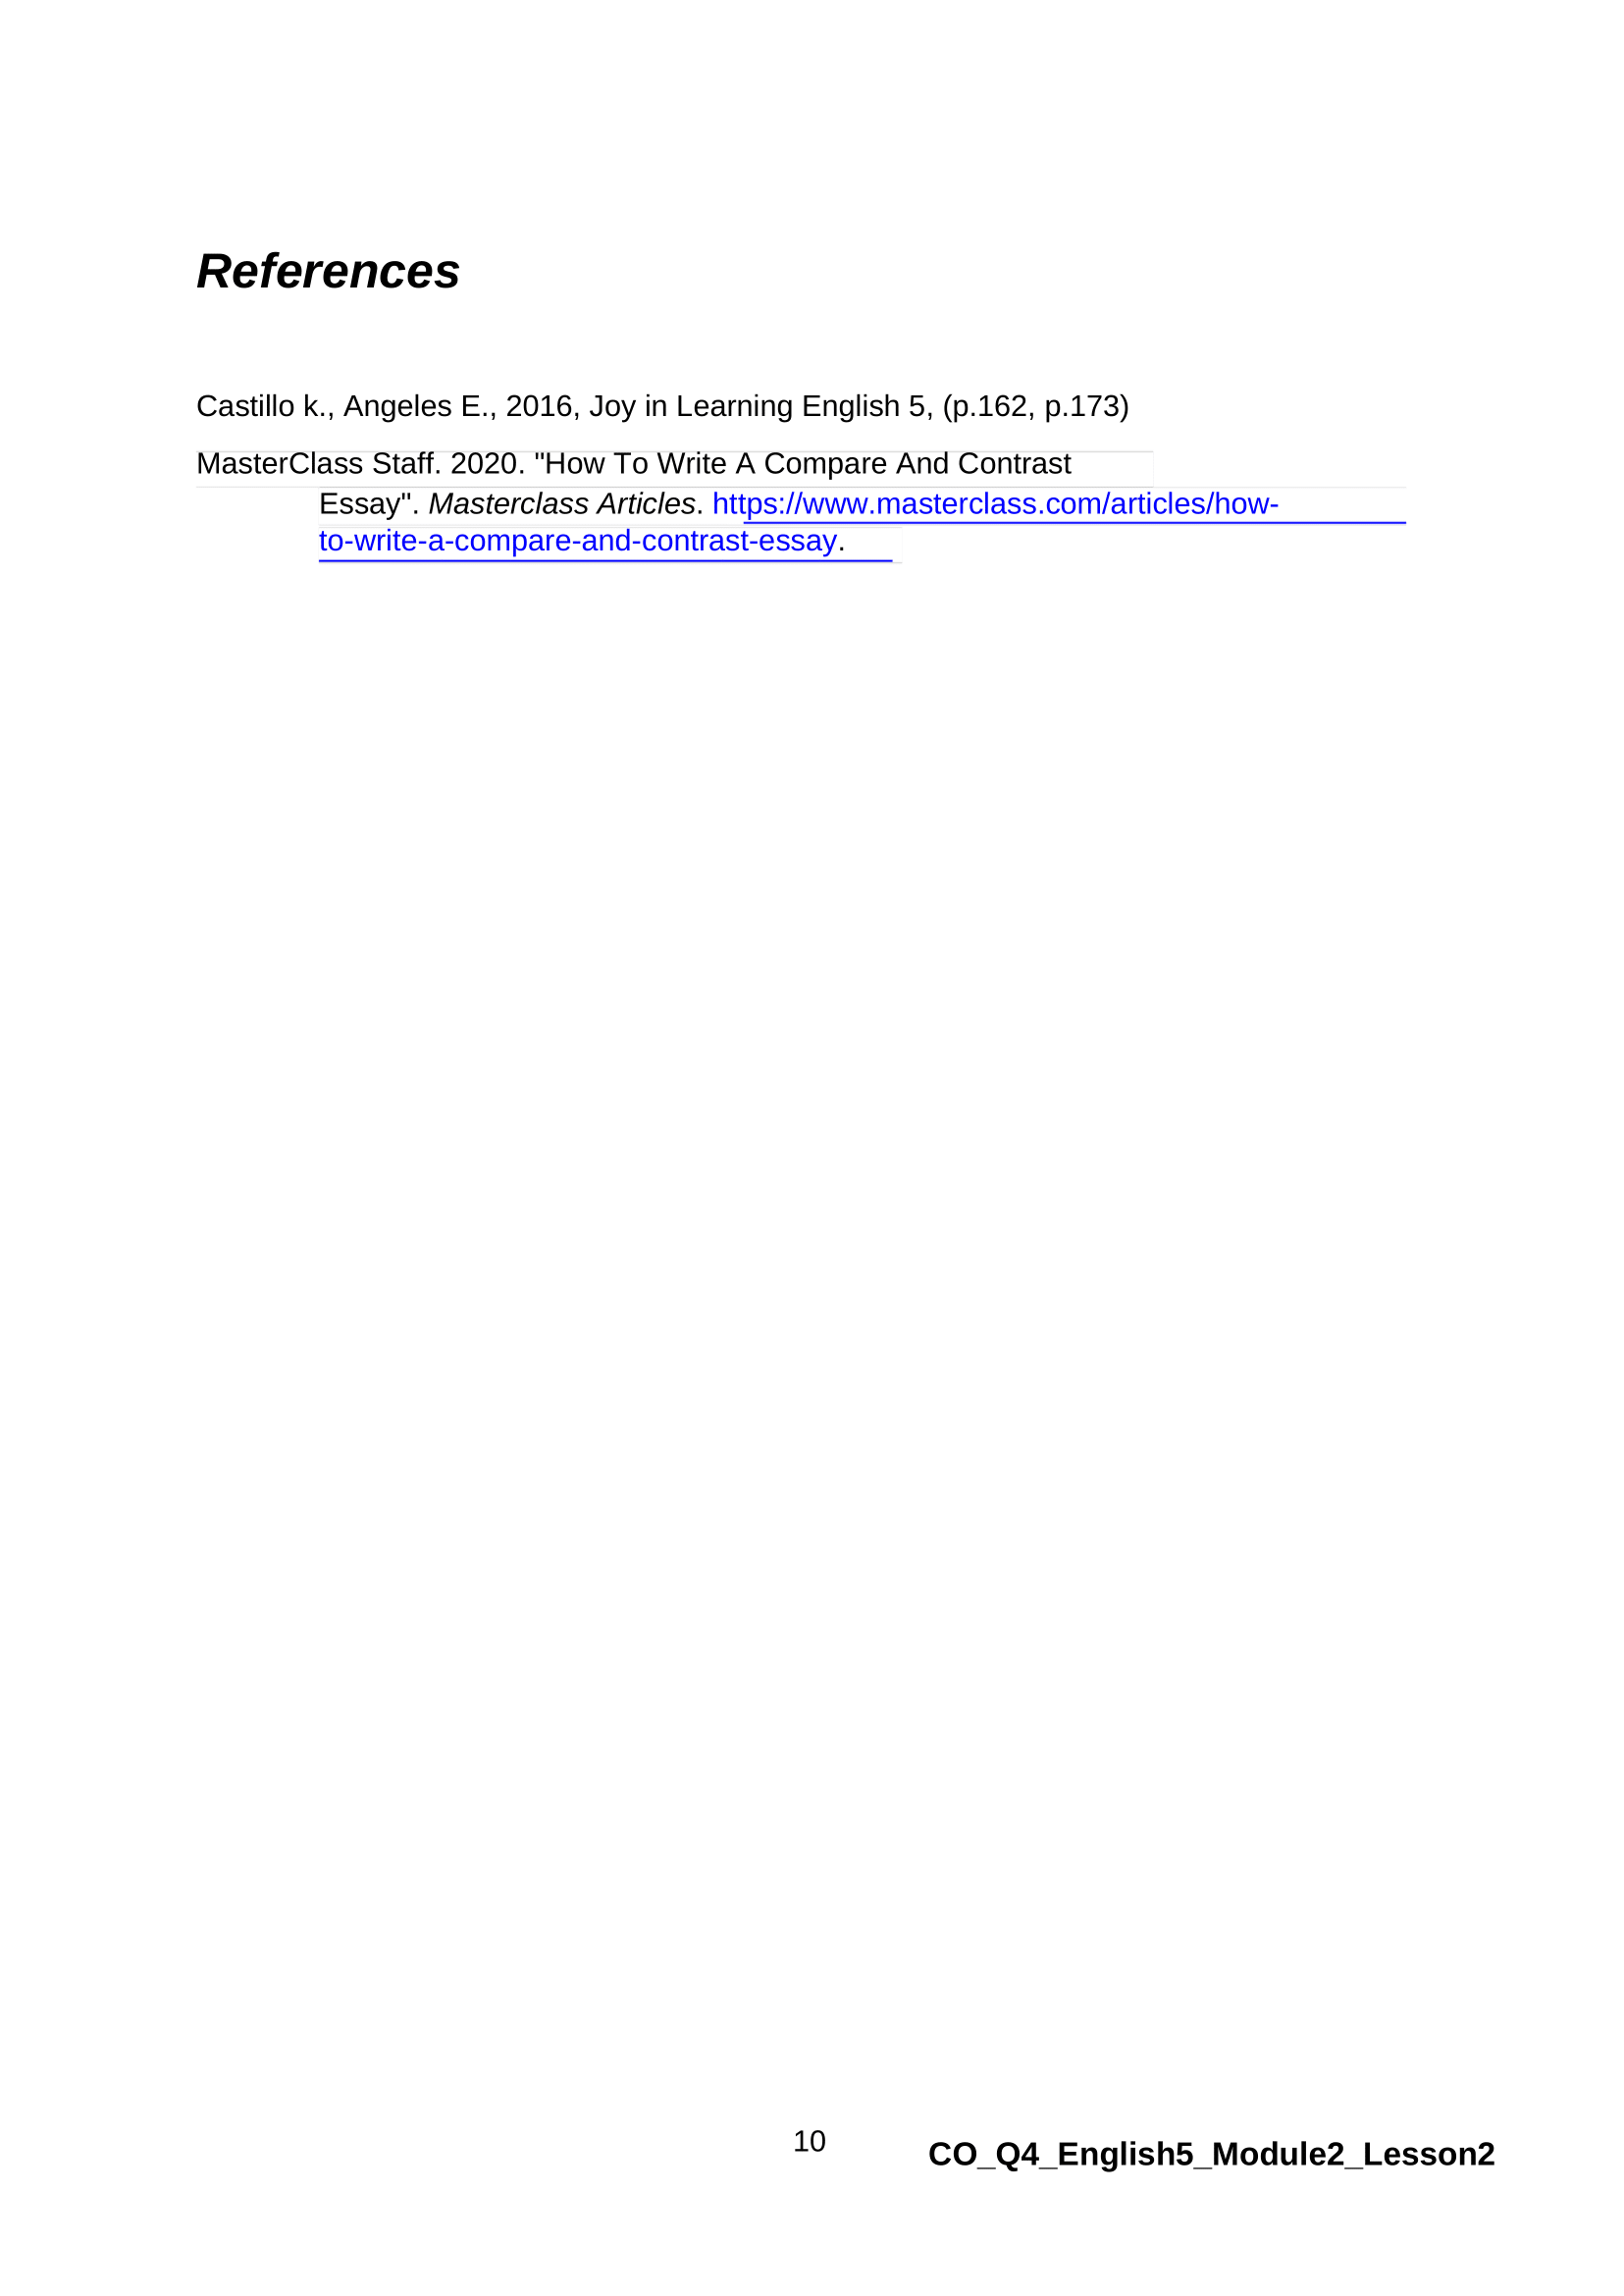 References
Castillo k., Angeles E., 2016, Joy in Learning English 5, (p.162, p.173)
MasterClass Staff. 2020. "How To Write A Compare And Contrast
Essay". Masterclass Articles. https://www.masterclass.com/articles/how-
to-write-a-compare-and-contrast-essay.
10
CO_Q4_English5_Module2_Lesson2